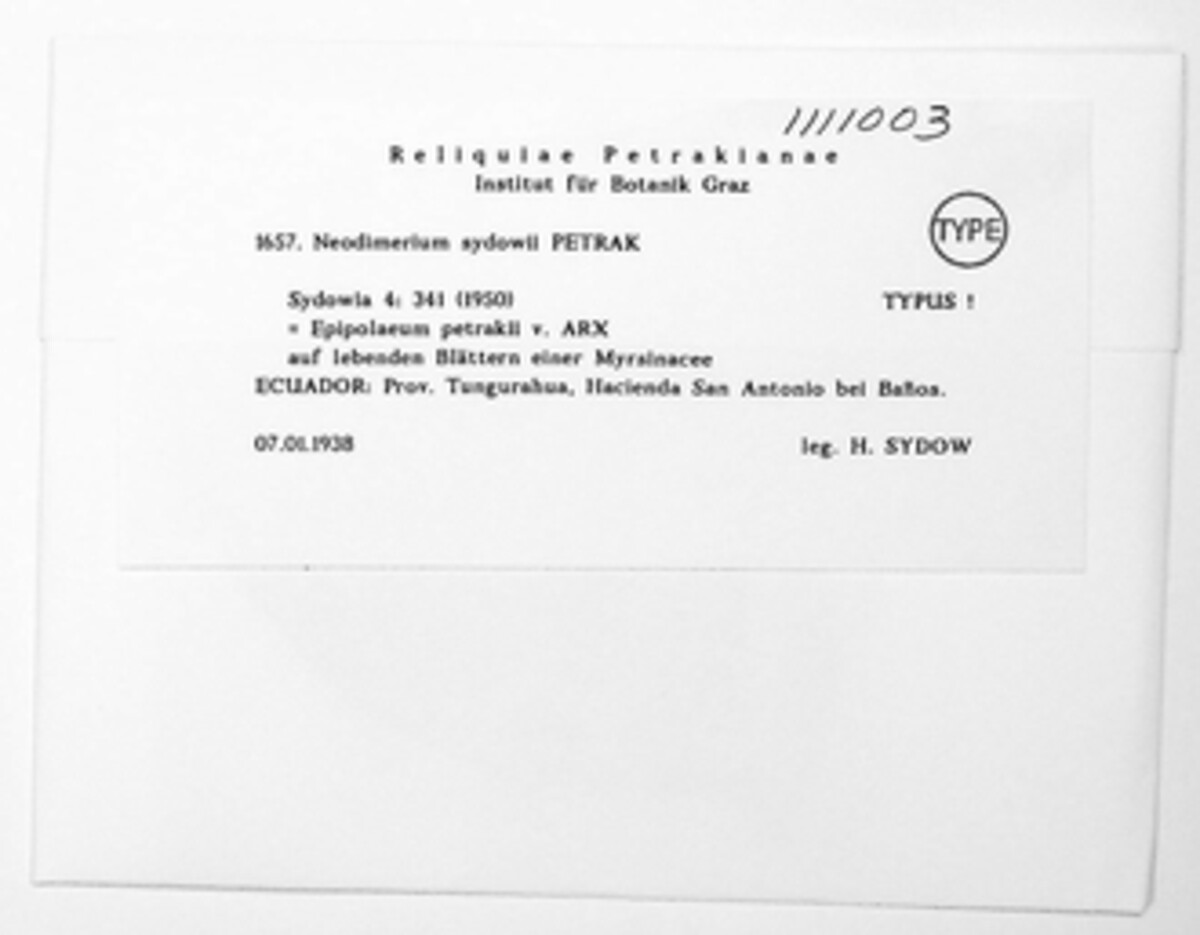 1111003
Reliquiae Petrakianae
Institut für Botanik Graz
TYPE
1657. Neodimerium sydowii PETRAK
Sydowia 4: 341 (1950) TYPUS !
= Epipolaeum petrakii v. ARX
auf lebenden Blättern einer Myrsinacee
ECUADOR: Prov. Tungurahua, Hacienda San Antonio bei Baños.
07.01.1938 leg. H. SYDOW